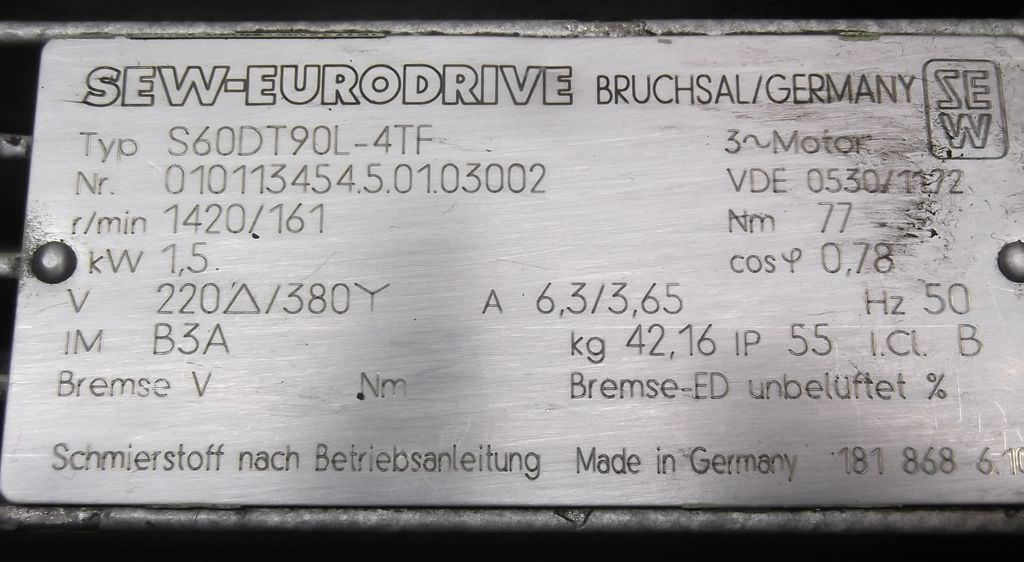 SEW-EURODRIVE BRUCHSAL/GERMANY SEW
Typ S60DT90L-4TF 3~Motor
Nr. 010113454.5.01.03002 VDE 0530/1172
r/min 1420/161 Nm 77
kW 1,5 cosφ 0,78
V 220△/380Y A 6,3/3,65 Hz 50
IM B3A kg 42,16 IP 55 I.Cl. B
Bremse V Nm Bremse-ED unbelüftet %
Schmierstoff nach Betriebsanleitung Made in Germany 181 868 6.10